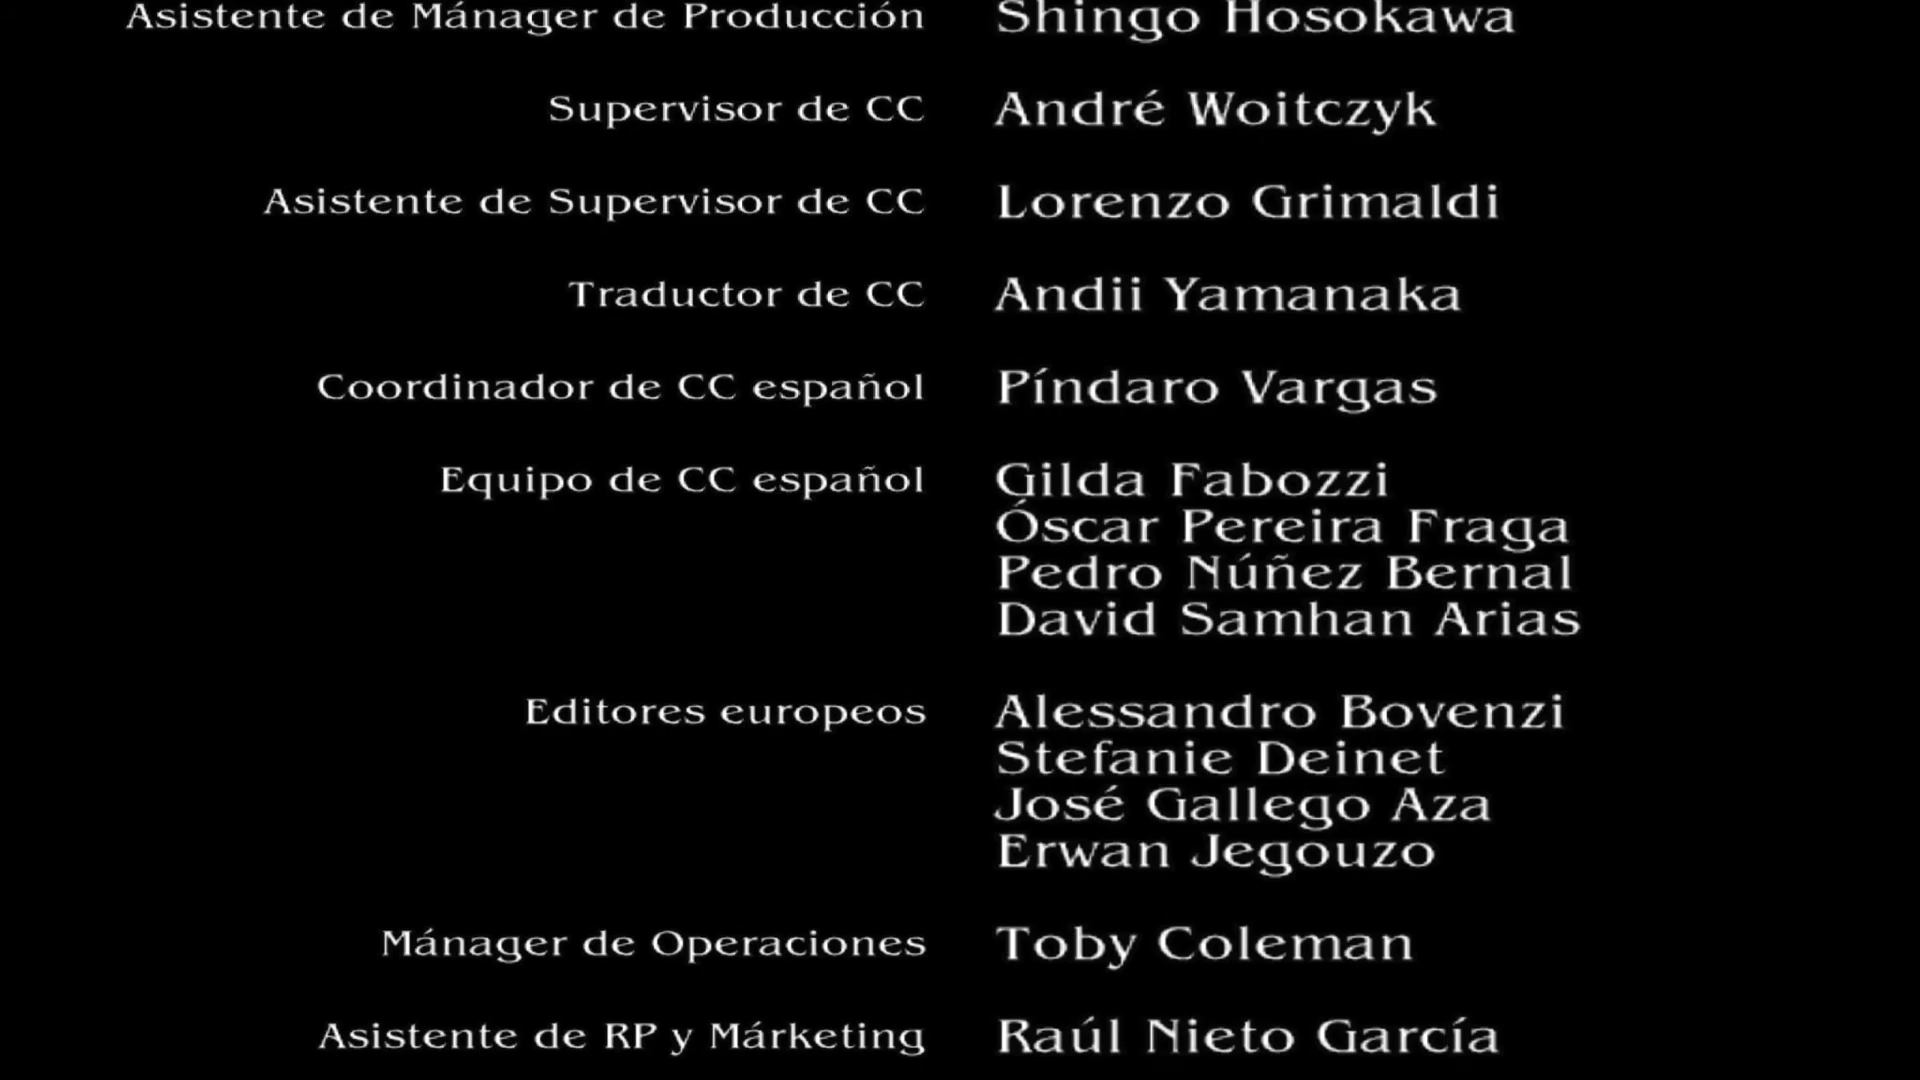 Asistente de Mánager de Producción Shingo Hosokawa
Supervisor de CC André Woitczyk
Asistente de Supervisor de CC Lorenzo Grimaldi
Traductor de CC Andii Yamanaka
Coordinador de CC español Píndaro Vargas
Equipo de CC español Gilda Fabozzi
Óscar Pereira Fraga
Pedro Núñez Bernal
David Samhan Arias
Editores europeos Alessandro Bovenzi
Stefanie Deinet
José Gallego Aza
Erwan Jegouzo
Mánager de Operaciones Toby Coleman
Asistente de RP y Márketing Raúl Nieto García